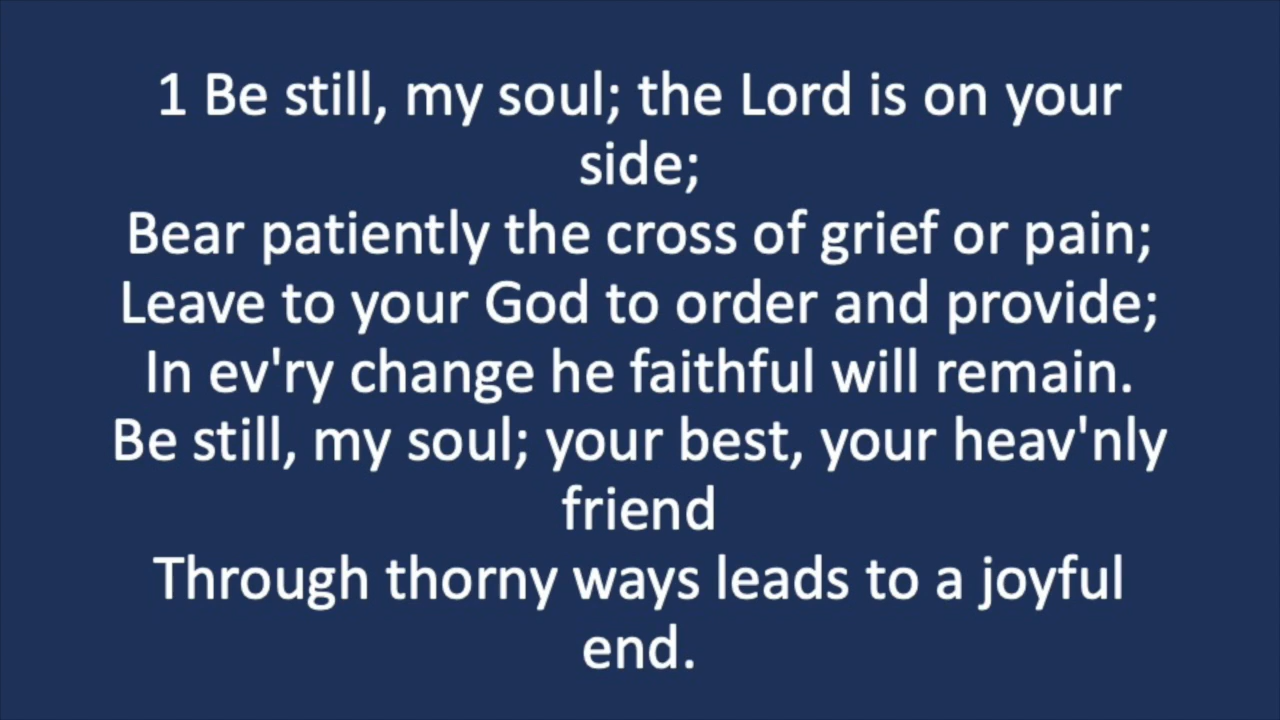 1 Be still, my soul; the Lord is on your
side;
Bear patiently the cross of grief or pain;
Leave to your God to order and provide;
In ev'ry change he faithful will remain.
Be still, my soul; your best, your heav'nly
friend
Through thorny ways leads to a joyful
end.